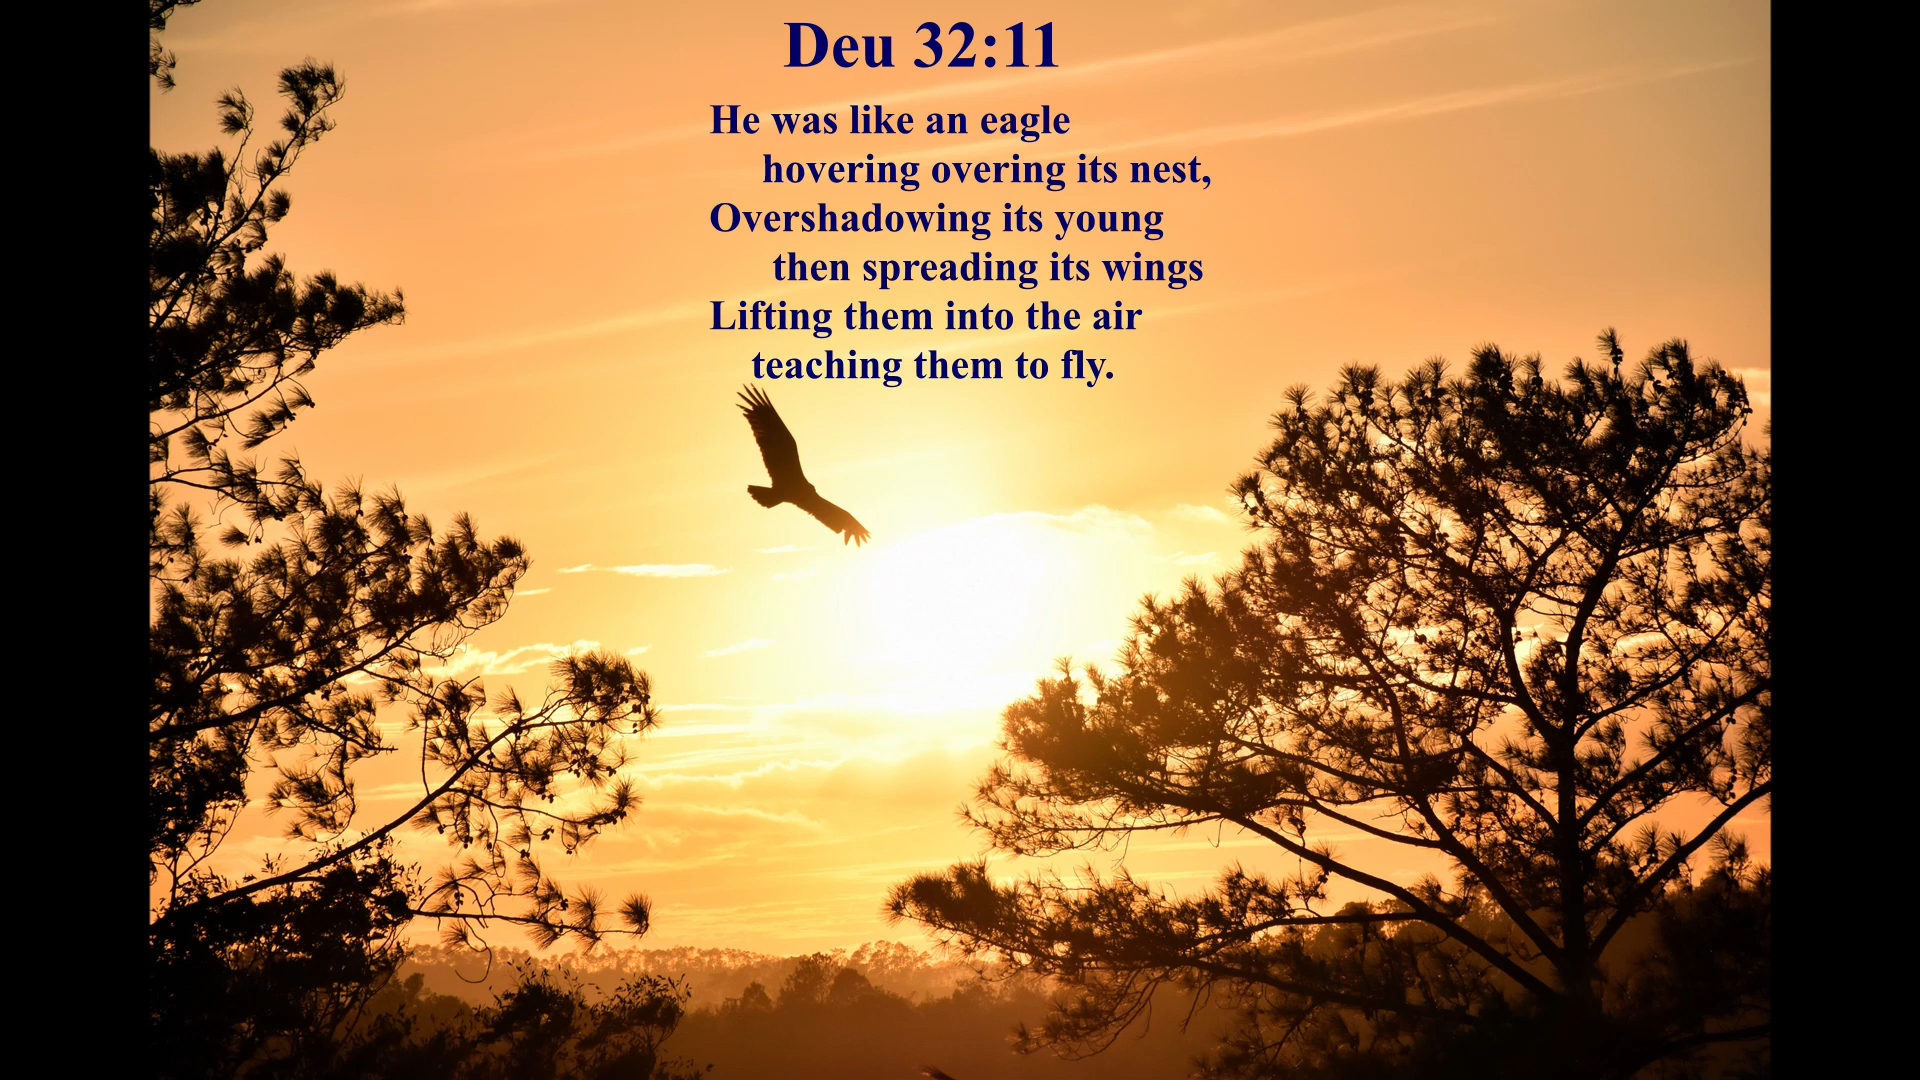 Deu 32:11
He was like an eagle
hovering overing its nest,
Overshadowing its young
then spreading its wings
Lifting them into the air
teaching them to fly.